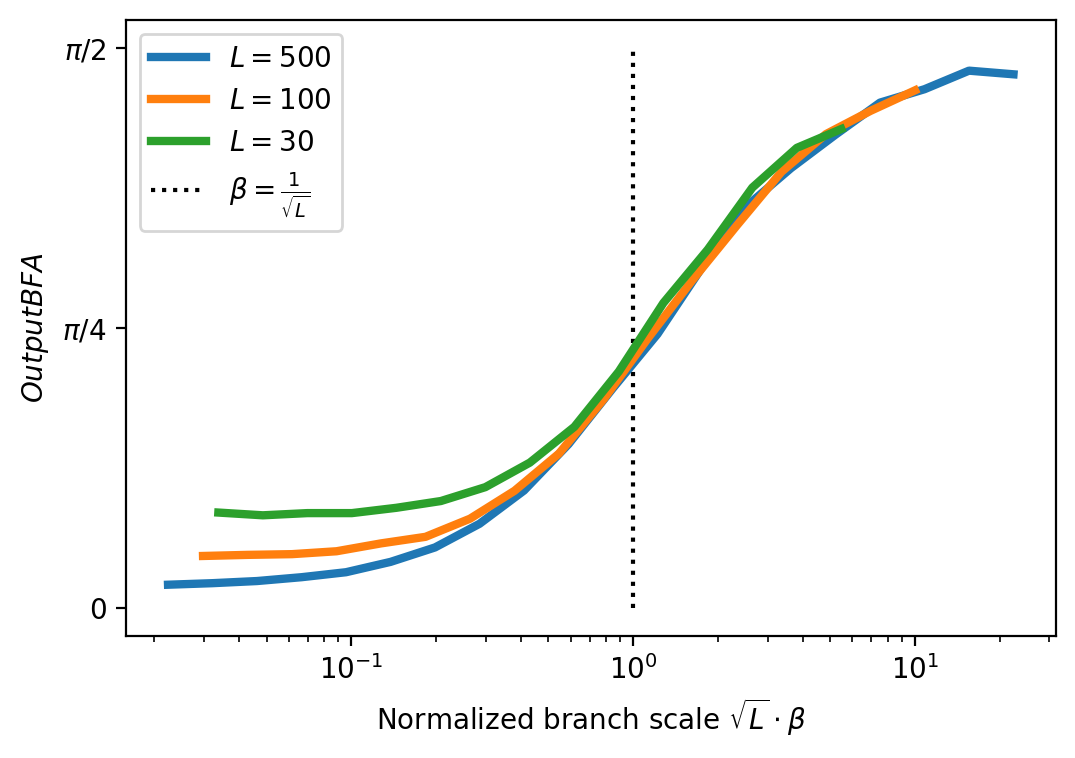 π/2
π/4
0
OutputBFA
L = 500
L = 100
L = 30
β = 1/√L
10⁻¹
10⁰
10¹
Normalized branch scale √L · β